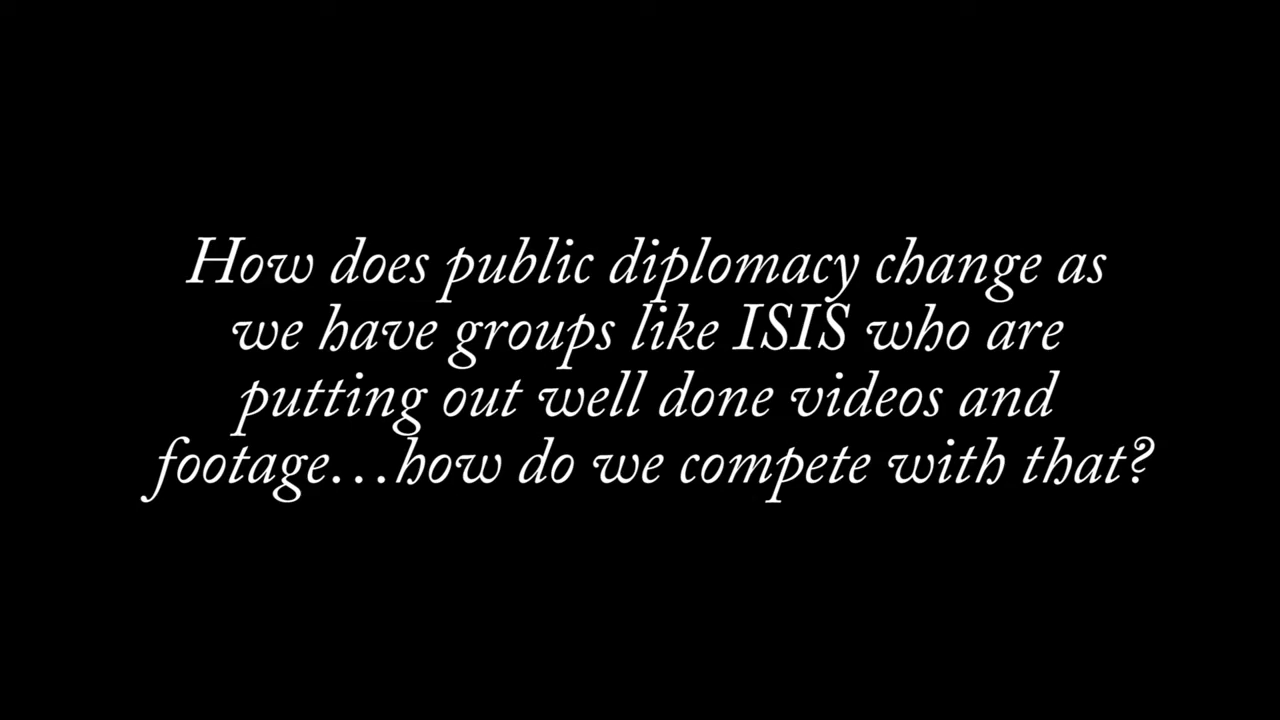 How does public diplomacy change as
we have groups like ISIS who are
putting out well done videos and
footage...how do we compete with that?